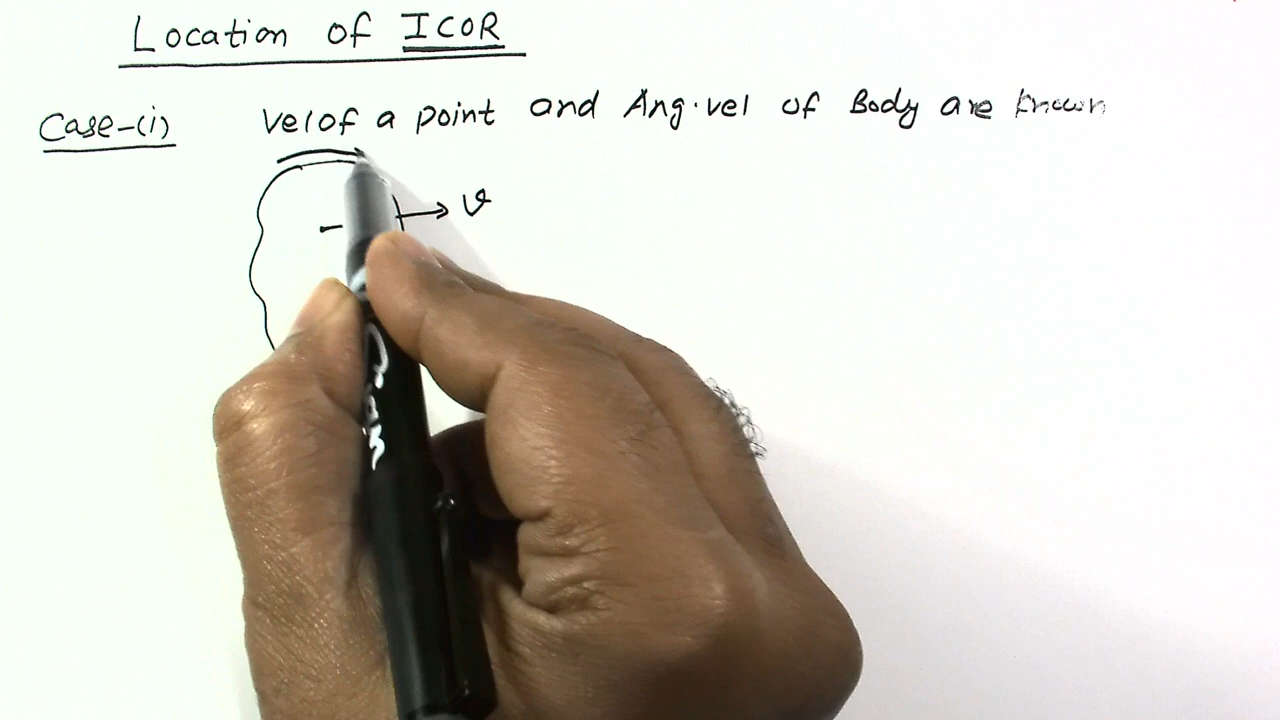 Location of ICOR
Case-(i) Vel of a point and Ang.vel of Body are known
v